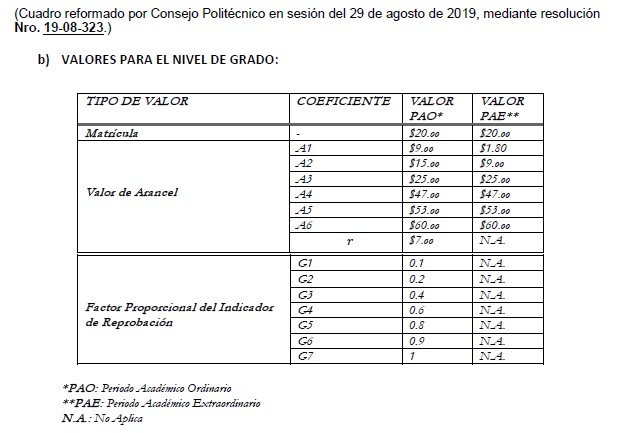 (Cuadro reformado por Consejo Politécnico en sesión del 29 de agosto de 2019, mediante resolución
Nro. 19-08-323.)
b) VALORES PARA EL NIVEL DE GRADO:
TIPO DE VALOR COEFICIENTE VALOR PAO* VALOR PAE**
Matrícula - $20.00 $20.00
Valor de Arancel
A1 $9.00 $1.80
A2 $15.00 $9.00
A3 $25.00 $25.00
A4 $47.00 $47.00
A5 $53.00 $53.00
A6 $60.00 $60.00
r $7.00 N.A.
Factor Proporcional del Indicador
de Reprobación
G1 0.1 N.A.
G2 0.2 N.A.
G3 0.4 N.A.
G4 0.6 N.A.
G5 0.8 N.A.
G6 0.9 N.A.
G7 1 N.A.
*PAO: Periodo Académico Ordinario
**PAE: Periodo Académico Extraordinario
N.A.: No Aplica